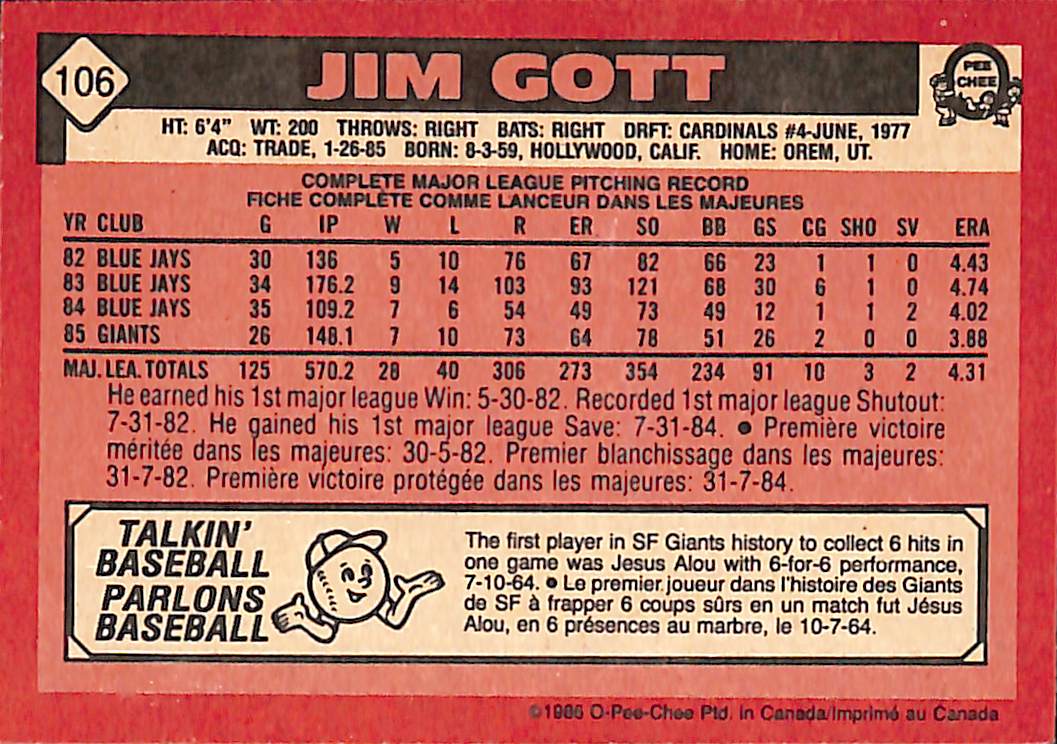 106
JIM GOTT
PEE
CHEE
HT: 6'4" WT: 200 THROWS: RIGHT BATS: RIGHT DRFT: CARDINALS #4-JUNE, 1977
ACQ: TRADE, 1-26-85 BORN: 8-3-59, HOLLYWOOD, CALIF. HOME: OREM, UT.
COMPLETE MAJOR LEAGUE PITCHING RECORD
FICHE COMPLÈTE COMME LANCEUR DANS LES MAJEURES
YR CLUB G IP W L R ER SO BB GS CG SHO SV ERA
82 BLUE JAYS 30 136 5 10 76 67 82 66 23 1 1 0 4.43
83 BLUE JAYS 34 176.2 9 14 103 93 121 68 30 6 1 0 4.74
84 BLUE JAYS 35 109.2 7 6 54 49 73 49 12 1 1 2 4.02
85 GIANTS 26 148.1 7 10 73 64 78 51 26 2 0 0 3.88
MAJ. LEA. TOTALS 125 570.2 28 40 306 273 354 234 91 10 3 2 4.31
He earned his 1st major league Win: 5-30-82. Recorded 1st major league Shutout:
7-31-82. He gained his 1st major league Save: 7-31-84. ● Première victoire
méritée dans les majeures: 30-5-82. Premier blanchissage dans les majeures:
31-7-82. Première victoire protégée dans les majeures: 31-7-84.
TALKIN'
BASEBALL
PARLONS
BASEBALL
The first player in SF Giants history to collect 6 hits in
one game was Jesus Alou with 6-for-6 performance,
7-10-64. ● Le premier joueur dans l'histoire des Giants
de SF à frapper 6 coups sûrs en un match fut Jésus
Alou, en 6 présences au marbre, le 10-7-64.
©1986 O-Pee-Chee Ptd. in Canada/Imprimé au Canada